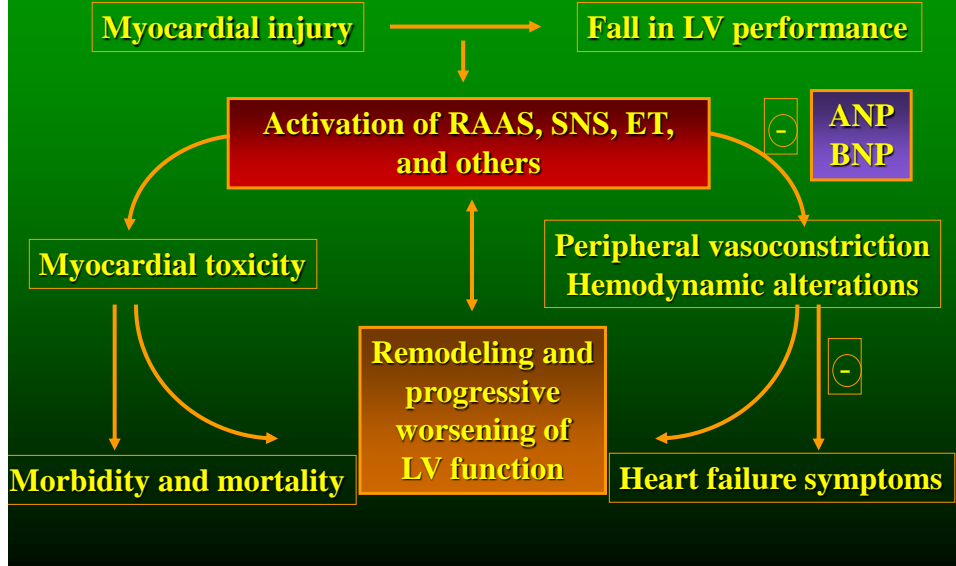 Myocardial injury
Fall in LV performance
Activation of RAAS, SNS, ET,
and others
-
ANP
BNP
Myocardial toxicity
Peripheral vasoconstriction
Hemodynamic alterations
Remodeling and
progressive
worsening of
LV function
-
Morbidity and mortality
Heart failure symptoms